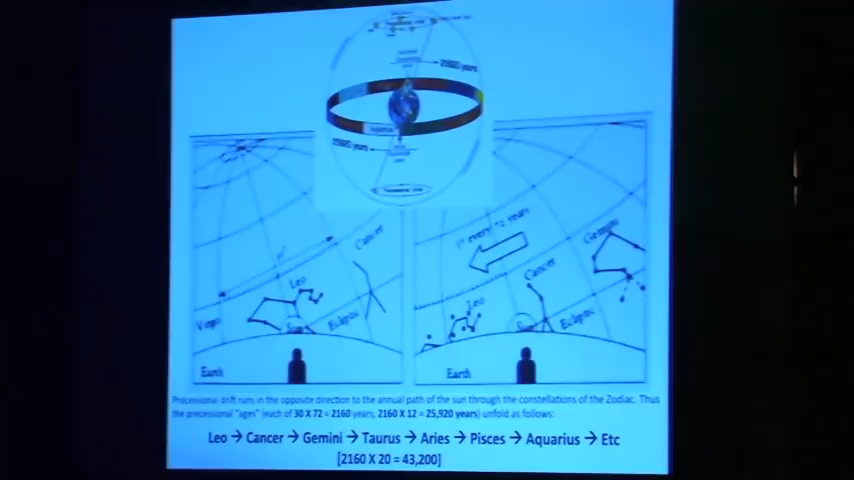 25920 years
25920 years
1° every 72 years
Cancer
Leo
Virgo
Sun
Ecliptic
Earth
Gemini
Cancer
Leo
Sun
Ecliptic
Earth
Precessional drift runs in the opposite direction to the annual path of the sun through the constellations of the Zodiac. Thus
the precessional "ages" (each of 30 X 72 = 2160 years; 2160 X 12 = 25,920 years) unfold as follows:
Leo → Cancer → Gemini → Taurus → Aries → Pisces → Aquarius → Etc
[2160 X 20 = 43,200]